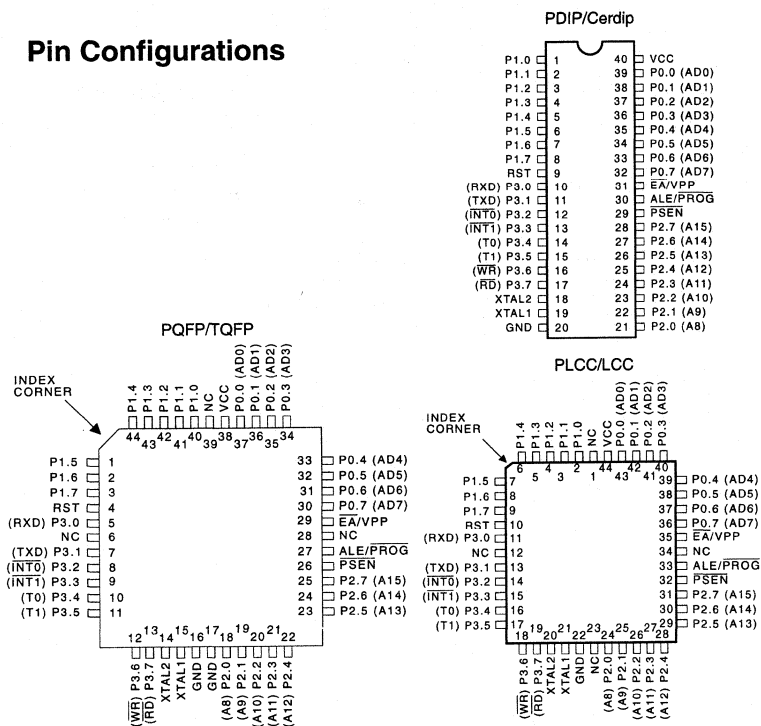 Pin Configurations
PDIP/Cerdip
P1.0 1 40 VCC
P1.1 2 39 P0.0 (AD0)
P1.2 3 38 P0.1 (AD1)
P1.3 4 37 P0.2 (AD2)
P1.4 5 36 P0.3 (AD3)
P1.5 6 35 P0.4 (AD4)
P1.6 7 34 P0.5 (AD5)
P1.7 8 33 P0.6 (AD6)
RST 9 32 P0.7 (AD7)
(RXD) P3.0 10 31 E̅A̅/VPP
(TXD) P3.1 11 30 ALE/P̅R̅O̅G̅
(I̅N̅T̅0̅) P3.2 12 29 P̅S̅E̅N̅
(I̅N̅T̅1̅) P3.3 13 28 P2.7 (A15)
(T0) P3.4 14 27 P2.6 (A14)
(T1) P3.5 15 26 P2.5 (A13)
(W̅R̅) P3.6 16 25 P2.4 (A12)
(R̅D̅) P3.7 17 24 P2.3 (A11)
XTAL2 18 23 P2.2 (A10)
XTAL1 19 22 P2.1 (A9)
GND 20 21 P2.0 (A8)
PQFP/TQFP
INDEX
CORNER
P1.4 P1.3 P1.2 P1.1 P1.0 NC VCC P0.0 (AD0) P0.1 (AD1) P0.2 (AD2) P0.3 (AD3)
44 43 42 41 40 39 38 37 36 35 34
P1.5 1 33 P0.4 (AD4)
P1.6 2 32 P0.5 (AD5)
P1.7 3 31 P0.6 (AD6)
RST 4 30 P0.7 (AD7)
(RXD) P3.0 5 29 E̅A̅/VPP
NC 6 28 NC
(TXD) P3.1 7 27 ALE/P̅R̅O̅G̅
(I̅N̅T̅0̅) P3.2 8 26 P̅S̅E̅N̅
(I̅N̅T̅1̅) P3.3 9 25 P2.7 (A15)
(T0) P3.4 10 24 P2.6 (A14)
(T1) P3.5 11 23 P2.5 (A13)
12 13 14 15 16 17 18 19 20 21 22
(W̅R̅) P3.6 (R̅D̅) P3.7 XTAL2 XTAL1 GND GND (A8) P2.0 (A9) P2.1 (A10) P2.2 (A11) P2.3 (A12) P2.4
PLCC/LCC
INDEX
CORNER
P1.4 P1.3 P1.2 P1.1 P1.0 NC VCC P0.0 (AD0) P0.1 (AD1) P0.2 (AD2) P0.3 (AD3)
6 5 4 3 2 1 44 43 42 41 40
P1.5 7 39 P0.4 (AD4)
P1.6 8 38 P0.5 (AD5)
P1.7 9 37 P0.6 (AD6)
RST 10 36 P0.7 (AD7)
(RXD) P3.0 11 35 E̅A̅/VPP
NC 12 34 NC
(TXD) P3.1 13 33 ALE/P̅R̅O̅G̅
(I̅N̅T̅0̅) P3.2 14 32 P̅S̅E̅N̅
(I̅N̅T̅1̅) P3.3 15 31 P2.7 (A15)
(T0) P3.4 16 30 P2.6 (A14)
(T1) P3.5 17 29 P2.5 (A13)
18 19 20 21 22 23 24 25 26 27 28
(W̅R̅) P3.6 (R̅D̅) P3.7 XTAL2 XTAL1 GND NC (A8) P2.0 (A9) P2.1 (A10) P2.2 (A11) P2.3 (A12) P2.4